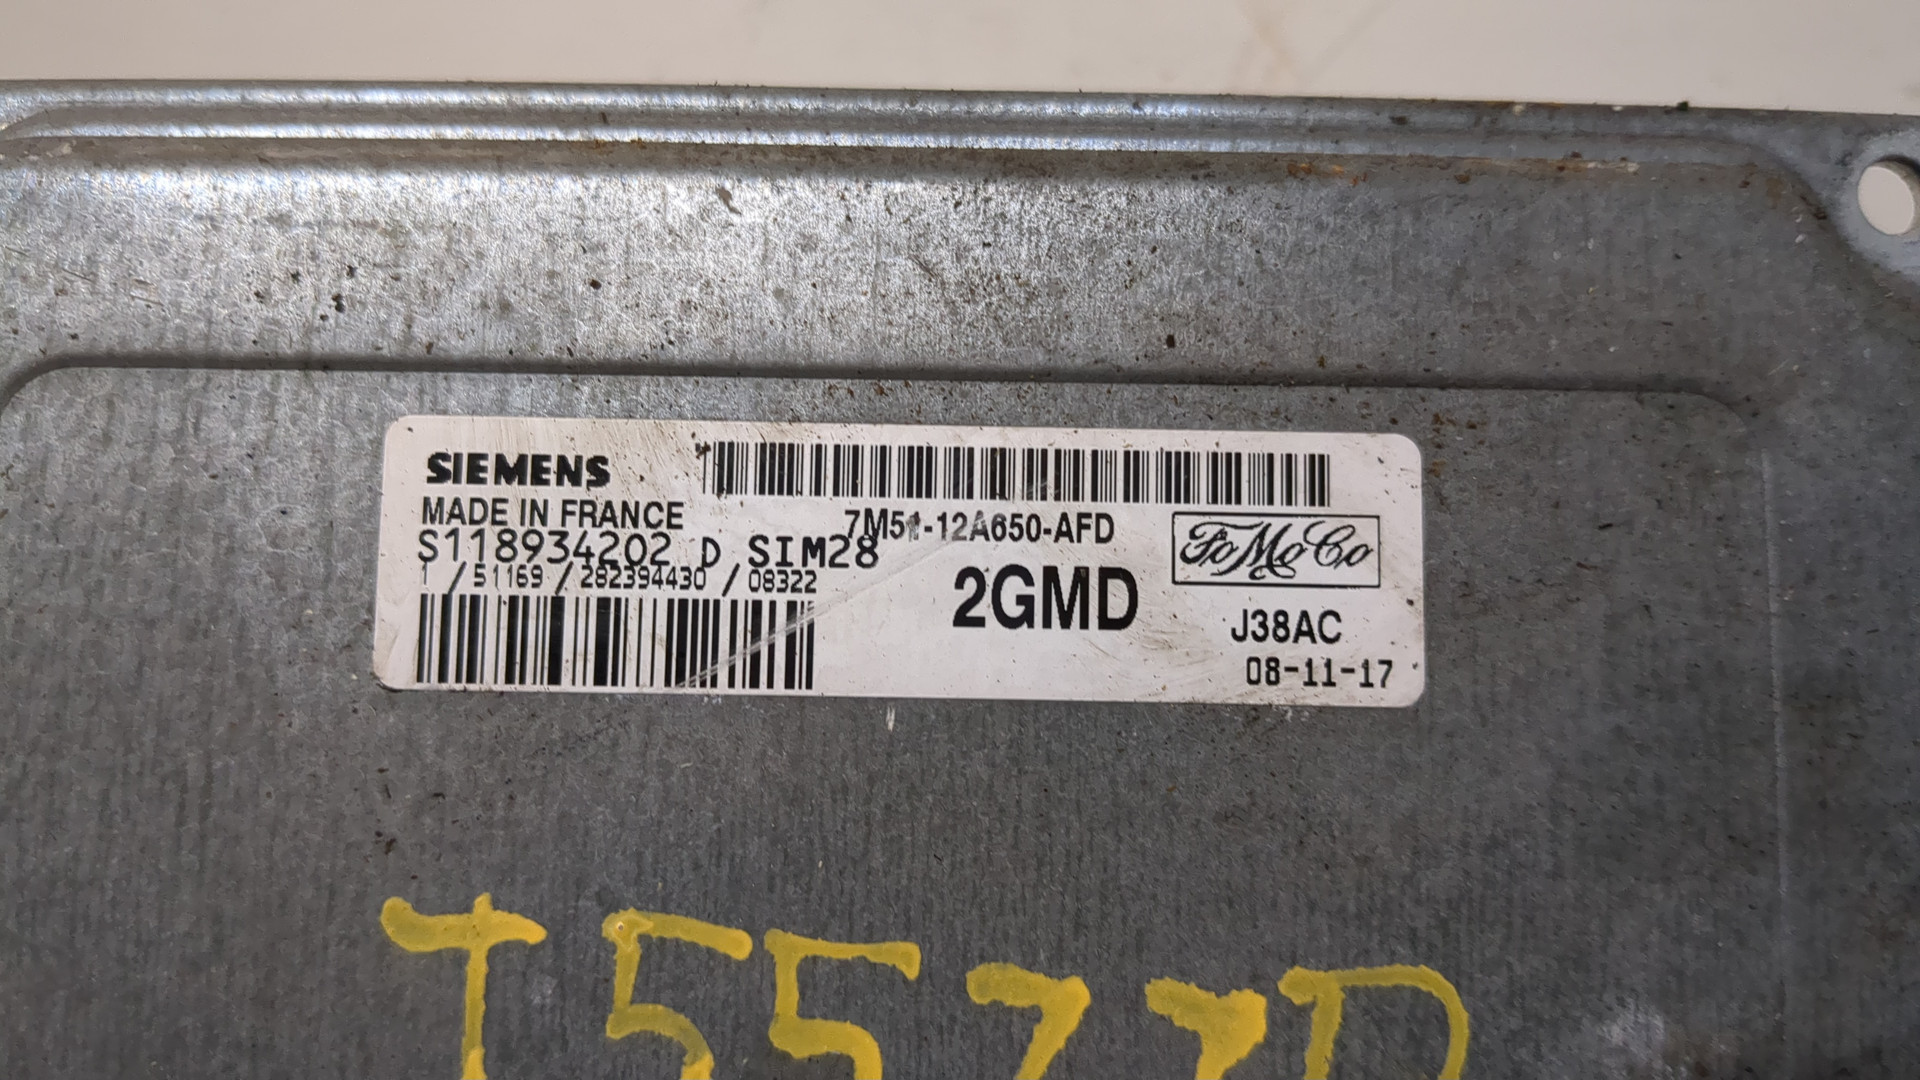 SIEMENS
MADE IN FRANCE
7M51-12A650-AFD
FoMoCo
S118934202 D SIM28
1 / 51169 / 282394430 / 08322
2GMD
J38AC
08-11-17